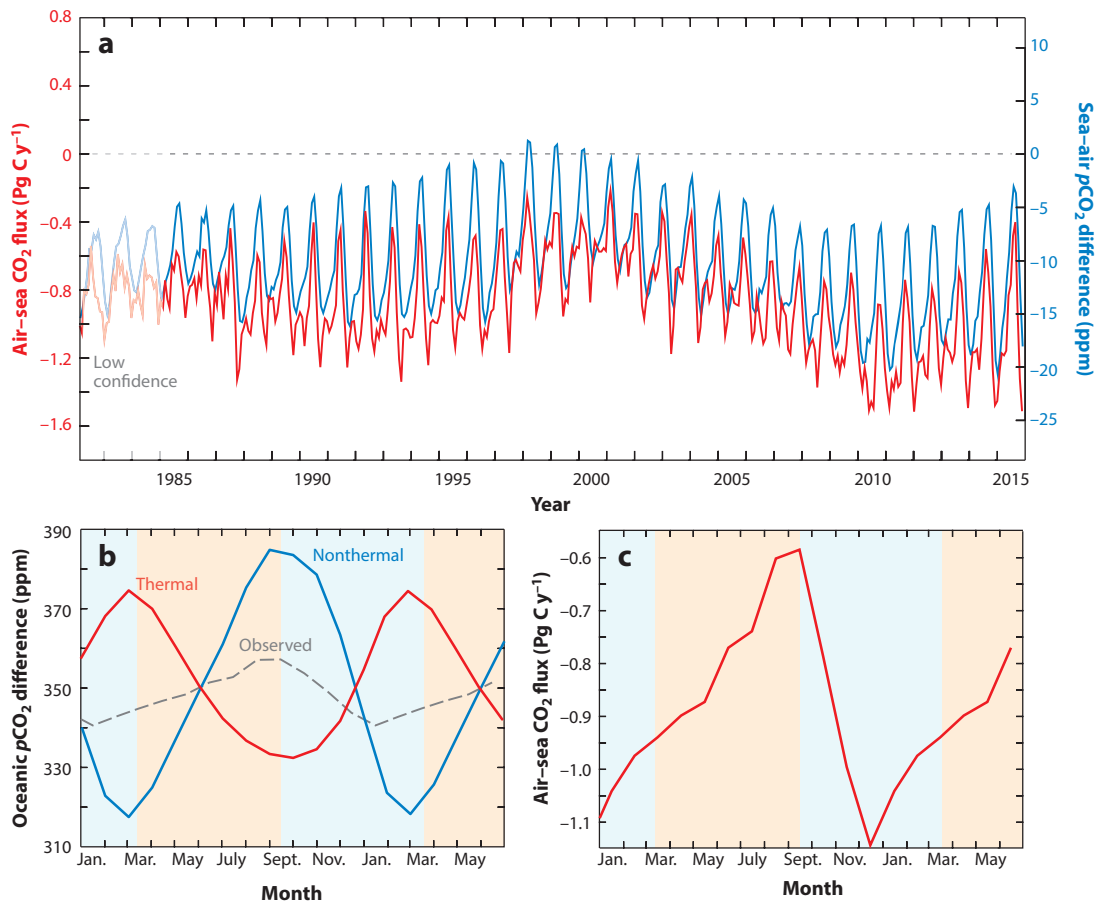 a
Air–sea CO₂ flux (Pg C y⁻¹)
0.8
0.4
0
–0.4
–0.8
–1.2
–1.6
10
5
0
–5
–10
–15
–20
–25
Sea–air pCO₂ difference (ppm)
Low
confidence
1985 1990 1995 2000 2005 2010 2015
Year
b
Oceanic pCO₂ difference (ppm)
390
370
350
330
310
Thermal
Nonthermal
Observed
Jan. Mar. May July Sept. Nov. Jan. Mar. May
Month
c
Air–sea CO₂ flux (Pg C y⁻¹)
–0.6
–0.7
–0.8
–0.9
–1.0
–1.1
Jan. Mar. May July Sept. Nov. Jan. Mar. May
Month